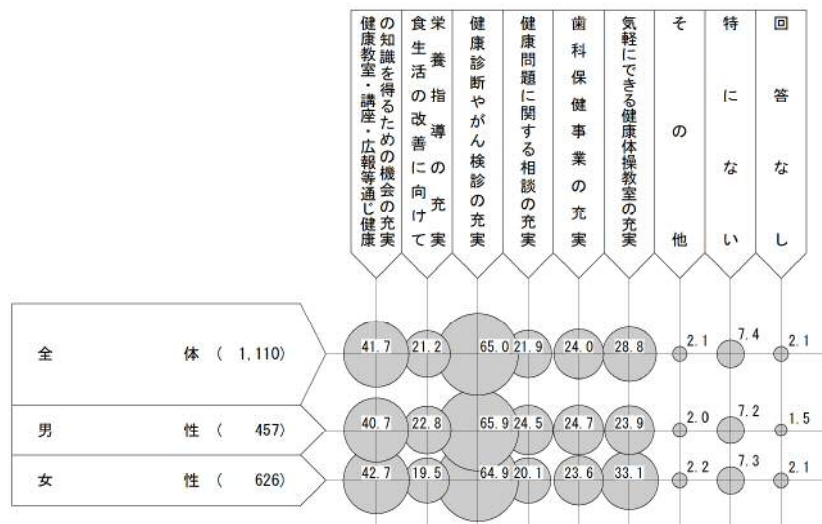 健康教室・講座・広報等通じ健康
の知識を得るための機会の充実
食生活の改善に向けて
栄養指導の充実
健康診断やがん検診の充実
健康問題に関する相談の充実
歯科保健事業の充実
気軽にできる健康体操教室の充実
その他
特にない
回答なし
全体（1,110）
41.7 21.2 65.0 21.9 24.0 28.8 2.1 7.4 2.1
男性（457）
40.7 22.8 65.9 24.5 24.7 23.9 2.0 7.2 1.5
女性（626）
42.7 19.5 64.9 20.1 23.6 33.1 2.2 7.3 2.1